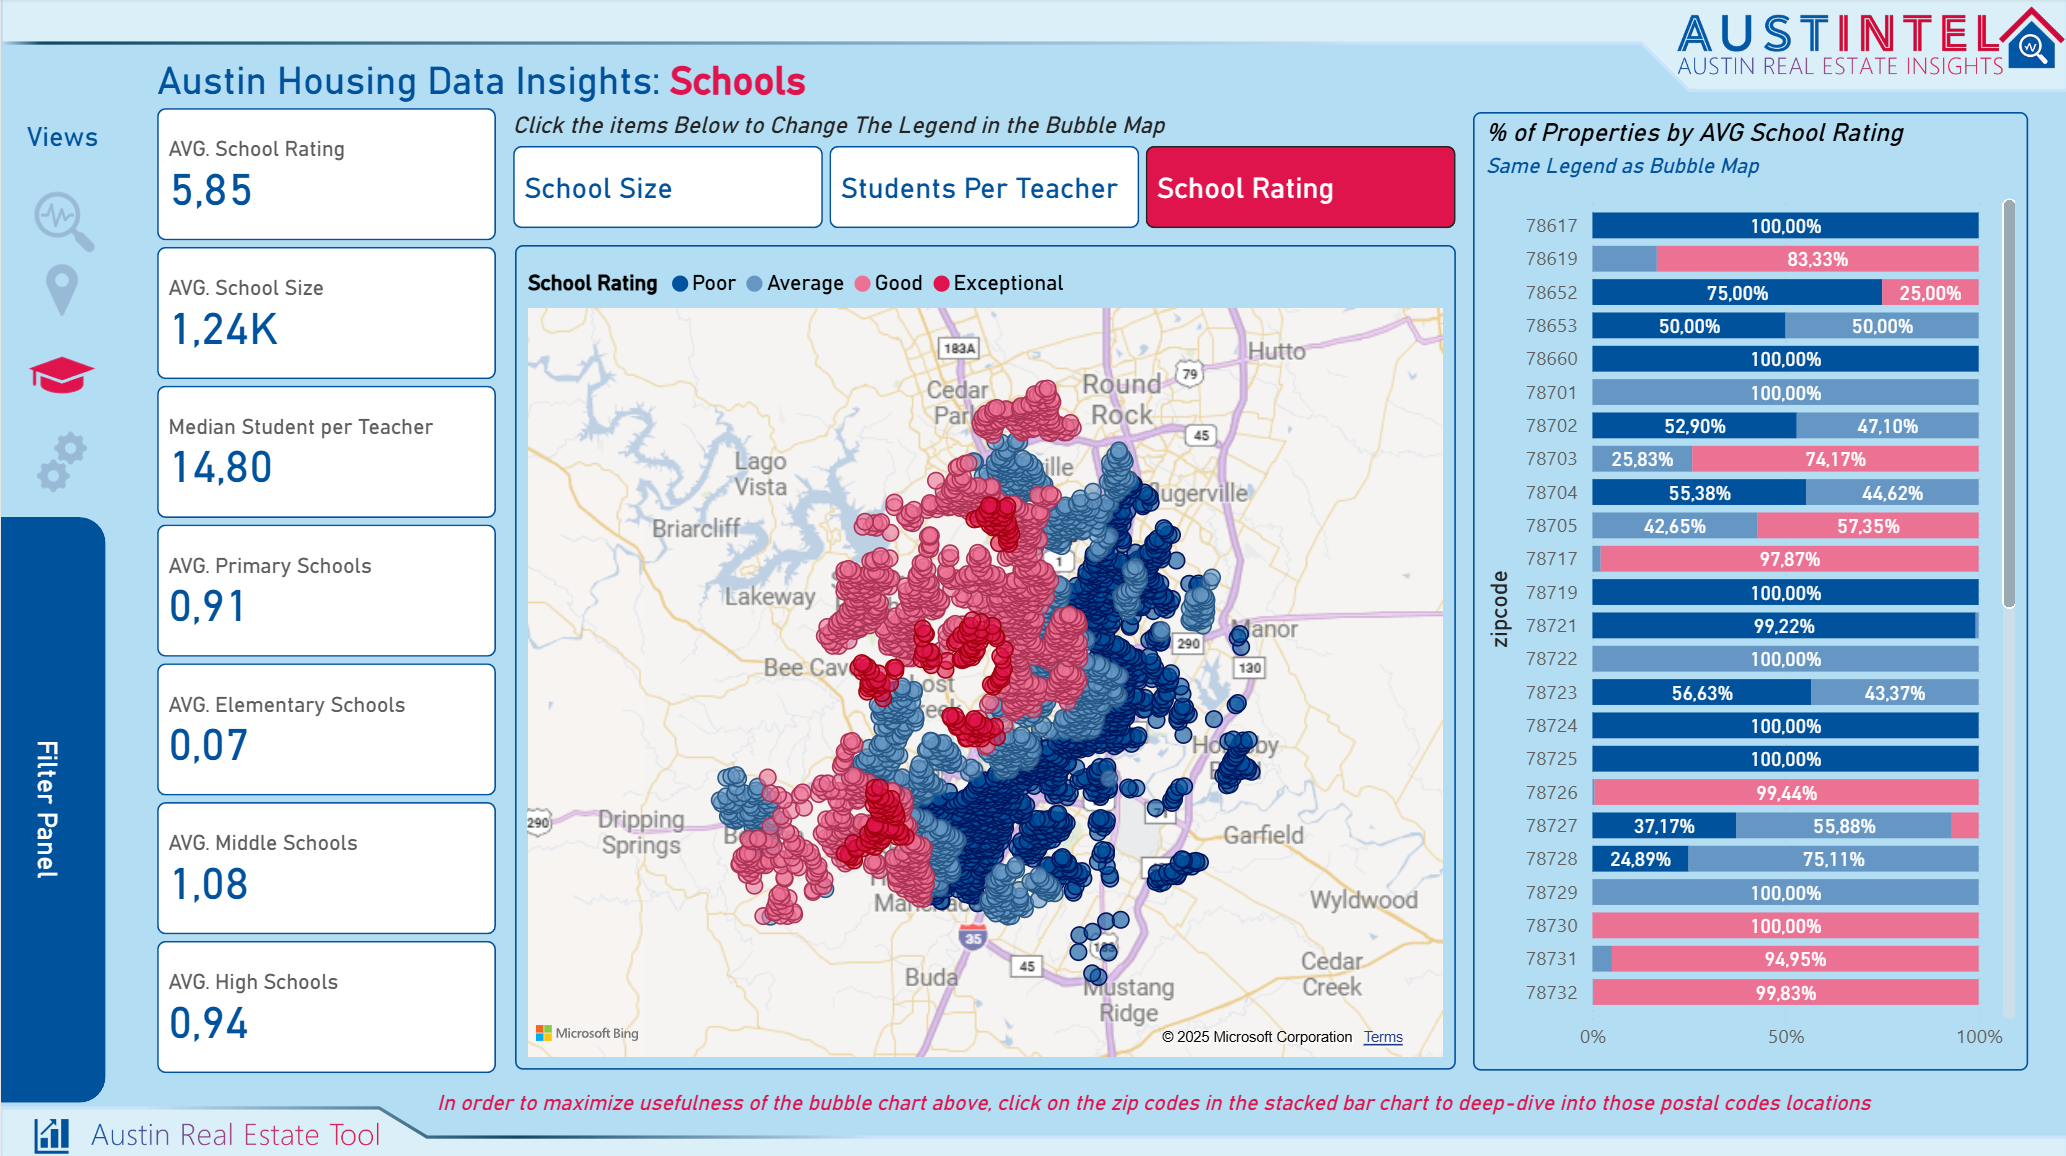 AUSTINTEL
AUSTIN REAL ESTATE INSIGHTS
Austin Housing Data Insights: Schools
Views
Filter Panel
AVG. School Rating
5,85
AVG. School Size
1,24K
Median Student per Teacher
14,80
AVG. Primary Schools
0,91
AVG. Elementary Schools
0,07
AVG. Middle Schools
1,08
AVG. High Schools
0,94
Click the items Below to Change The Legend in the Bubble Map
School Size
Students Per Teacher
School Rating
School Rating Poor Average Good Exceptional
183A
Hutto
79
Cedar
Round
Rock
45
Lago
Vista
Briarcliff
1
Lakeway
Manor
290
130
Bee
290
Dripping
Springs
Garfield
Wyldwood
35
45
Buda
Cedar
Creek
Mustang
Ridge
Microsoft Bing
© 2025 Microsoft Corporation Terms
% of Properties by AVG School Rating
Same Legend as Bubble Map
zipcode
78617 100,00%
78619 83,33%
78652 75,00% 25,00%
78653 50,00% 50,00%
78660 100,00%
78701 100,00%
78702 52,90% 47,10%
78703 25,83% 74,17%
78704 55,38% 44,62%
78705 42,65% 57,35%
78717 97,87%
78719 100,00%
78721 99,22%
78722 100,00%
78723 56,63% 43,37%
78724 100,00%
78725 100,00%
78726 99,44%
78727 37,17% 55,88%
78728 24,89% 75,11%
78729 100,00%
78730 100,00%
78731 94,95%
78732 99,83%
0% 50% 100%
In order to maximize usefulness of the bubble chart above, click on the zip codes in the stacked bar chart to deep-dive into those postal codes locations
Austin Real Estate Tool